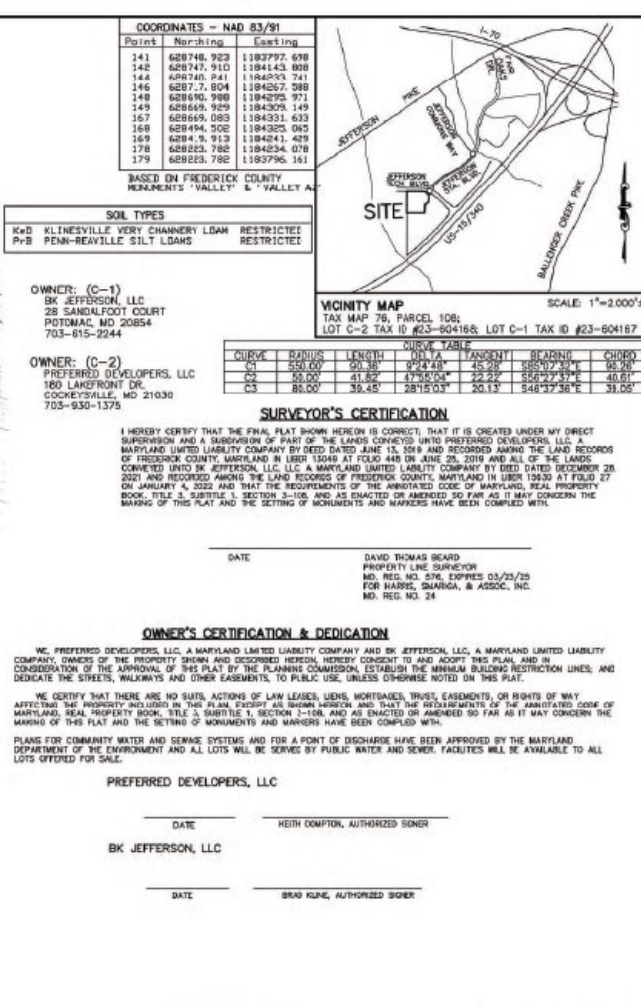 COORDINATES - NAD 83/91
Point Northing Easting
141 628748.923 1183797.698
142 628747.910 1184143.808
144 628740.241 1184233.741
146 6287'7.804 1184267.588
148 628690.988 1184295.971
149 628669.929 1184309.149
167 628669.083 1184331.633
168 628494.502 1184325.065
169 6284'9.913 1184241.429
178 628223.782 1184234.078
179 628223.782 1183796.161
BASED ON FREDERICK COUNTY
MONUMENTS 'VALLEY' & 'VALLEY AZ'
SOIL TYPES
KeD KLINESVILLE VERY CHANNERY LOAM RESTRICTED
PrB PENN-REAVILLE SILT LOAMS RESTRICTED
I-70
FAIR OAKS DR.
JEFFERSON PIKE
JEFFERSON COMMONS WAY
JEFFERSON TECH. BLVD.
JEFFERSON STA. BLVD.
SITE
US-15/340
BALLENGER CREEK PIKE
VICINITY MAP SCALE: 1"=2,000'±
TAX MAP 76, PARCEL 106;
LOT C-2 TAX ID #23-604168; LOT C-1 TAX ID #23-604167
OWNER: (C-1)
BK JEFFERSON, LLC
28 SANDALFOOT COURT
POTOMAC, MD 20854
703-615-2244
OWNER: (C-2)
PREFERRED DEVELOPERS, LLC
180 LAKEFRONT DR.
COCKEYSVILLE, MD 21030
703-930-1375
CURVE TABLE
CURVE RADIUS LENGTH DELTA TANGENT BEARING CHORD
C1 550.00' 90.36' 9°24'48" 45.28' S85°07'32"E 90.26'
C2 50.00' 41.82' 47°55'04" 22.22' S56°27'37"E 40.61'
C3 80.00' 39.45' 28°15'03" 20.13' S46°37'36"E 39.05'
SURVEYOR'S CERTIFICATION
I HEREBY CERTIFY THAT THE FINAL PLAT SHOWN HEREON IS CORRECT; THAT IT IS CREATED UNDER MY DIRECT
SUPERVISION AND A SUBDIVISION OF PART OF THE LANDS CONVEYED UNTO PREFERRED DEVELOPERS, LLC, A
MARYLAND LIMITED LIABILITY COMPANY BY DEED DATED JUNE 13, 2019 AND RECORDED AMONG THE LAND RECORDS
OF FREDERICK COUNTY, MARYLAND IN LIBER 13049 AT FOLIO 448 ON JUNE 25, 2019 AND ALL OF THE LANDS
CONVEYED UNTO BK JEFFERSON, LLC, LLC A MARYLAND LIMITED LIABILITY COMPANY BY DEED DATED DECEMBER 28,
2021 AND RECORDED AMONG THE LAND RECORDS OF FREDERICK COUNTY, MARYLAND IN LIBER 15630 AT FOLIO 27
ON JANUARY 4, 2022 AND THAT THE REQUIREMENTS OF THE ANNOTATED CODE OF MARYLAND, REAL PROPERTY
BOOK, TITLE 3, SUBTITLE 1, SECTION 3-108, AND AS ENACTED OR AMENDED SO FAR AS IT MAY CONCERN THE
MAKING OF THIS PLAT AND THE SETTING OF MONUMENTS AND MARKERS HAVE BEEN COMPLIED WITH.
DATE DAVID THOMAS BEARD
PROPERTY LINE SURVEYOR
MD. REG. NO. 576, EXPIRES 03/23/25
FOR HARRIS, SMARIGA, & ASSOC., INC.
MD. REG. NO. 24
OWNER'S CERTIFICATION & DEDICATION
WE, PREFERRED DEVELOPERS, LLC, A MARYLAND LIMITED LIABILITY COMPANY AND BK JEFFERSON, LLC, A MARYLAND LIMITED LIABILITY
COMPANY, OWNERS OF THE PROPERTY SHOWN AND DESCRIBED HEREON, HEREBY CONSENT TO AND ADOPT THIS PLAN, AND IN
CONSIDERATION OF THE APPROVAL OF THIS PLAT BY THE PLANNING COMMISSION, ESTABLISH THE MINIMUM BUILDING RESTRICTION LINES; AND
DEDICATE THE STREETS, WALKWAYS AND OTHER EASEMENTS, TO PUBLIC USE, UNLESS OTHERWISE NOTED ON THIS PLAT.
WE CERTIFY THAT THERE ARE NO SUITS, ACTIONS OF LAW LEASES, LIENS, MORTGAGES, TRUST, EASEMENTS, OR RIGHTS OF WAY
AFFECTING THE PROPERTY INCLUDED IN THIS PLAN, EXCEPT AS SHOWN HEREON AND THAT THE REQUIREMENTS OF THE ANNOTATED CODE OF
MARYLAND, REAL PROPERTY BOOK, TITLE 3, SUBTITLE 1, SECTION 3-108, AND AS ENACTED OR AMENDED SO FAR AS IT MAY CONCERN THE
MAKING OF THIS PLAT AND THE SETTING OF MONUMENTS AND MARKERS HAVE BEEN COMPLIED WITH.
PLANS FOR COMMUNITY WATER AND SEWAGE SYSTEMS AND FOR A POINT OF DISCHARGE HAVE BEEN APPROVED BY THE MARYLAND
DEPARTMENT OF THE ENVIRONMENT AND ALL LOTS WILL BE SERVED BY PUBLIC WATER AND SEWER. FACILITIES WILL BE AVAILABLE TO ALL
LOTS OFFERED FOR SALE.
PREFERRED DEVELOPERS, LLC
DATE KEITH COMPTON, AUTHORIZED SIGNER
BK JEFFERSON, LLC
DATE BRAD KLINE, AUTHORIZED SIGNER